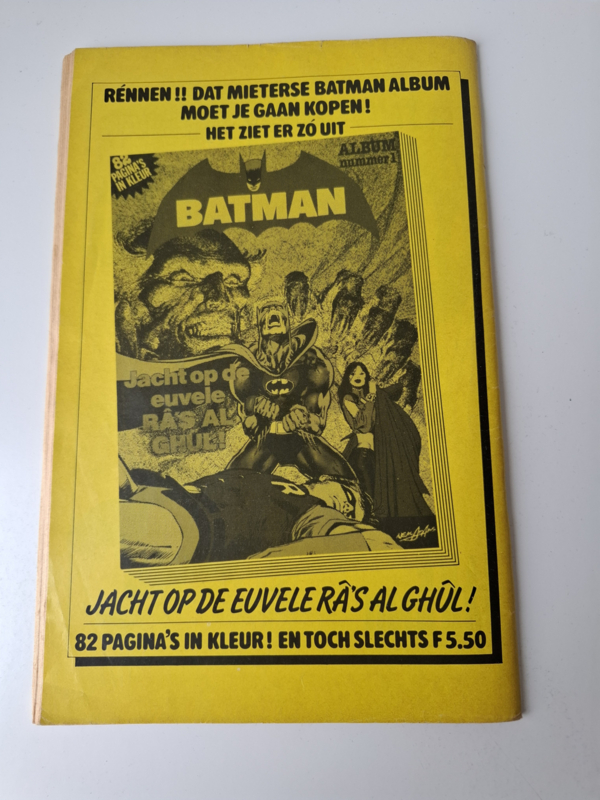 RÉNNEN!! DAT MIETERSE BATMAN ALBUM
MOET JE GAAN KOPEN!
HET ZIET ER ZÓ UIT
82
PAGINA'S
IN KLEUR
ALBUM
nummer 1
BATMAN
Jacht op de
euvele
RÂ'S AL
GHÛL!
JACHT OP DE EUVELE RÂ'S AL GHÛL!
82 PAGINA'S IN KLEUR! EN TOCH SLECHTS F 5.50